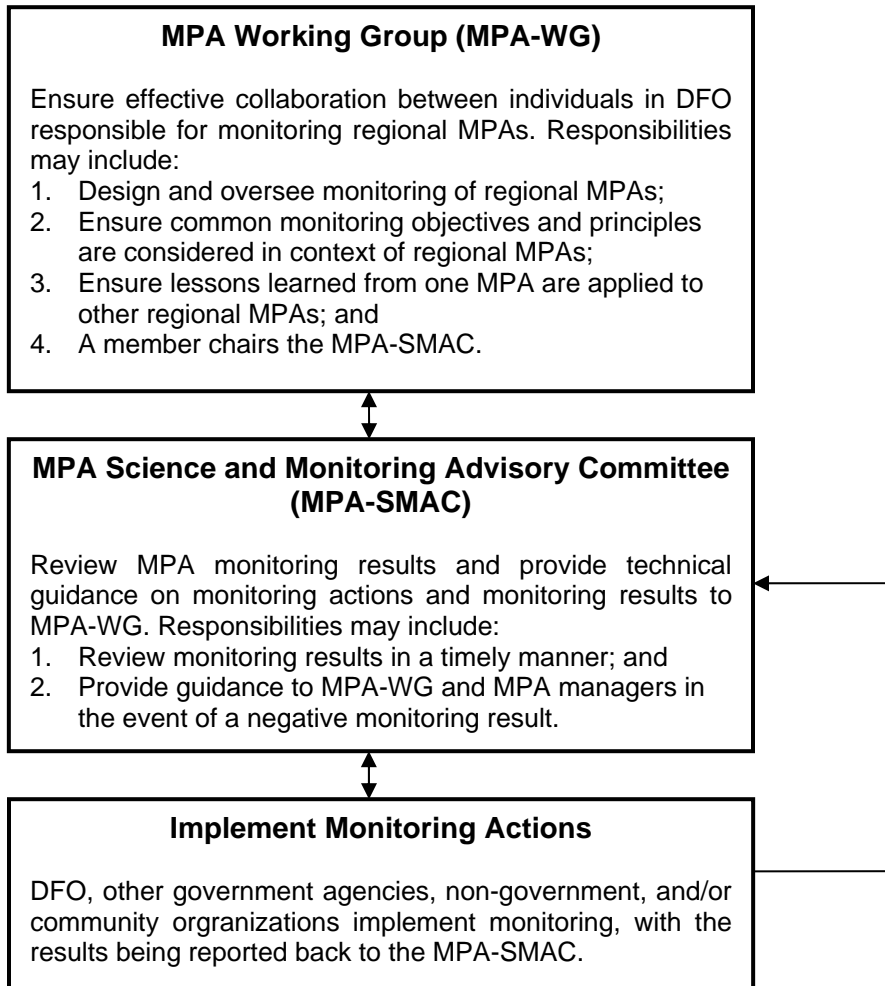 MPA Working Group (MPA-WG)
Ensure effective collaboration between individuals in DFO
responsible for monitoring regional MPAs. Responsibilities
may include:
1. Design and oversee monitoring of regional MPAs;
2. Ensure common monitoring objectives and principles
are considered in context of regional MPAs;
3. Ensure lessons learned from one MPA are applied to
other regional MPAs; and
4. A member chairs the MPA-SMAC.
MPA Science and Monitoring Advisory Committee
(MPA-SMAC)
Review MPA monitoring results and provide technical
guidance on monitoring actions and monitoring results to
MPA-WG. Responsibilities may include:
1. Review monitoring results in a timely manner; and
2. Provide guidance to MPA-WG and MPA managers in
the event of a negative monitoring result.
Implement Monitoring Actions
DFO, other government agencies, non-government, and/or
community orgranizations implement monitoring, with the
results being reported back to the MPA-SMAC.